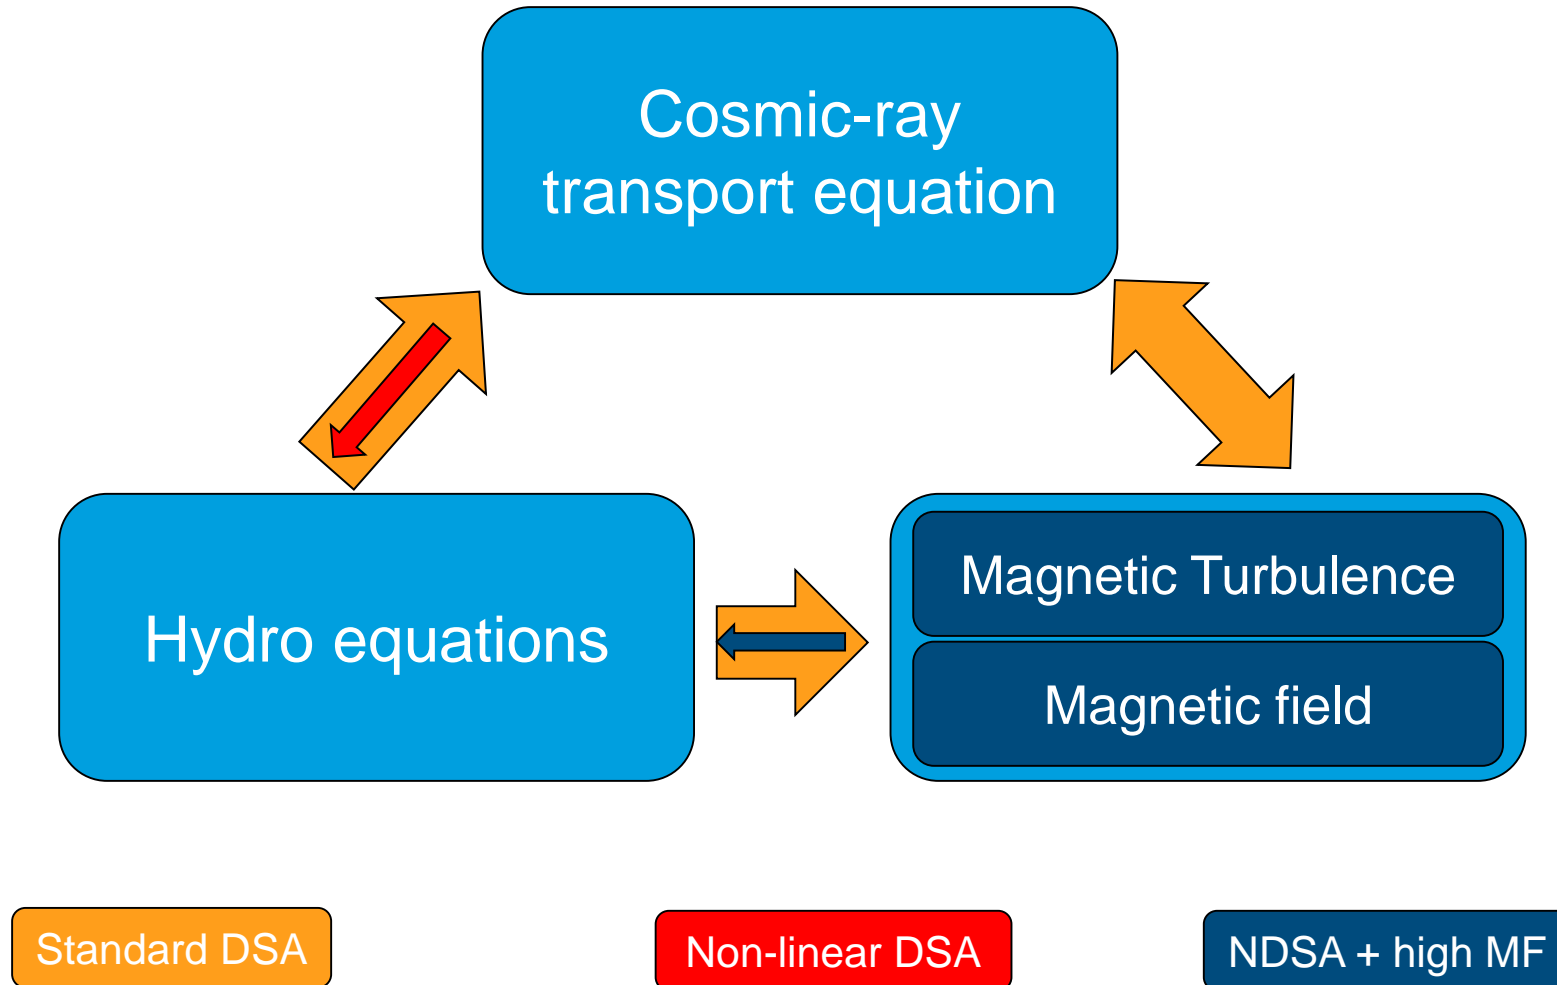 Cosmic-ray
transport equation
Hydro equations
Magnetic Turbulence
Magnetic field
Standard DSA
Non-linear DSA
NDSA + high MF